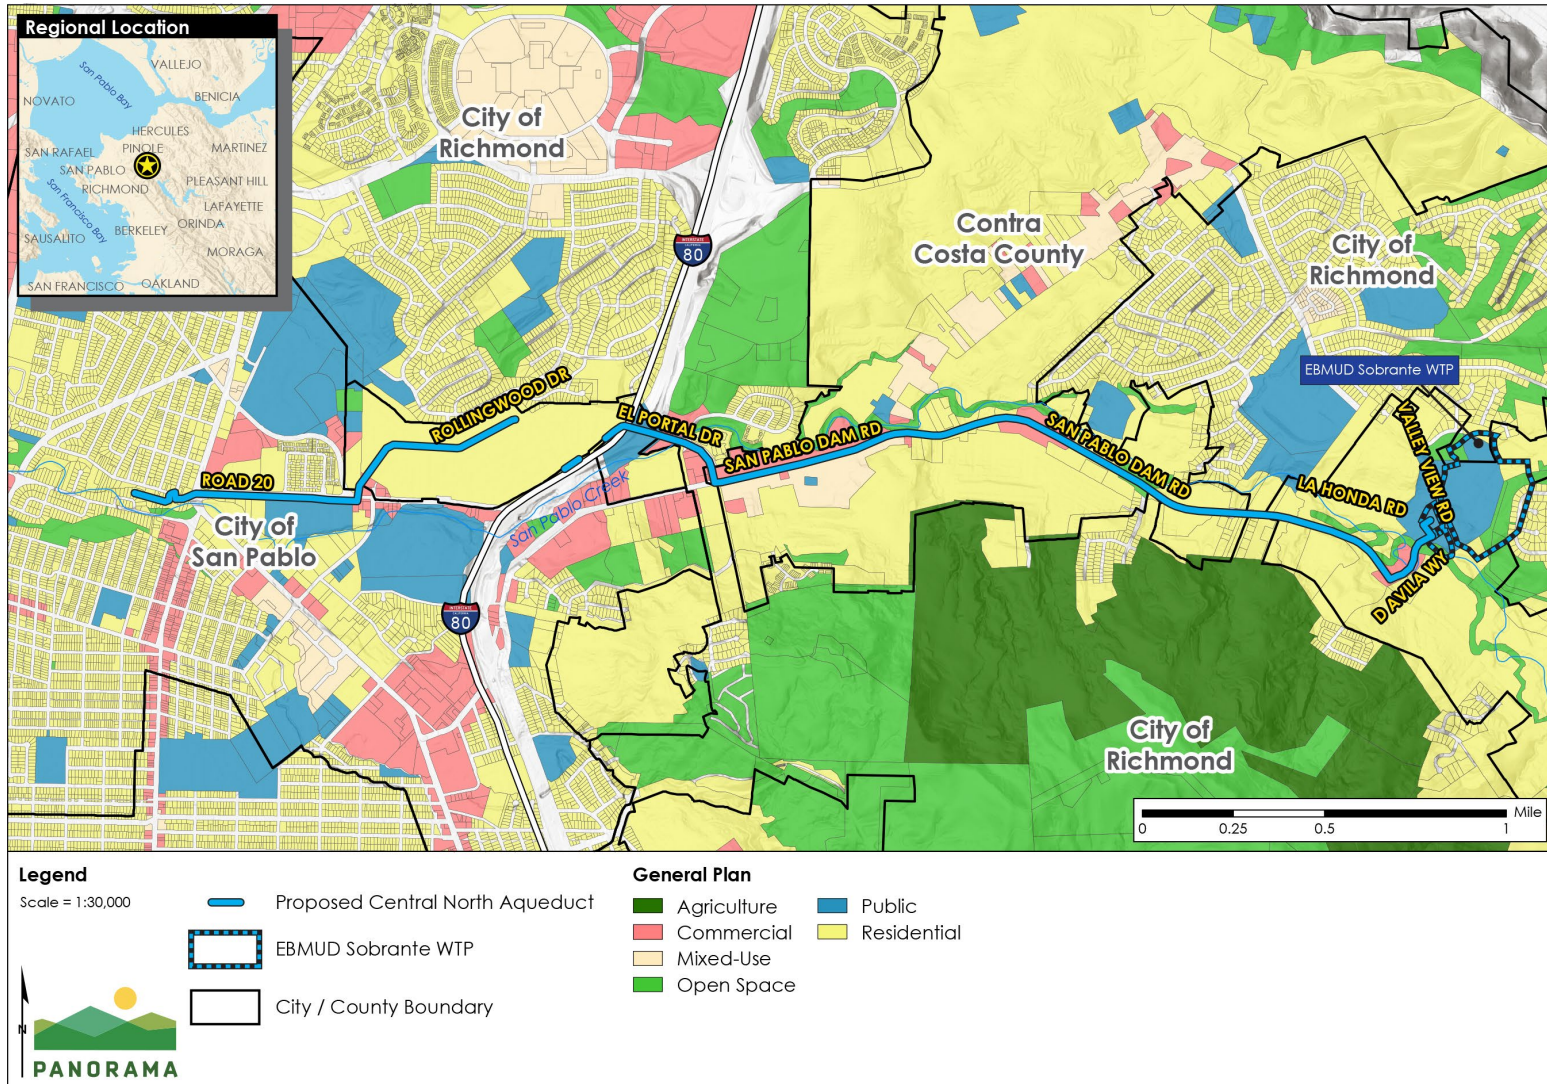 Regional Location
VALLEJO
San Pablo Bay
NOVATO
BENICIA
HERCULES
PINOLE
SAN RAFAEL
MARTINEZ
SAN PABLO
RICHMOND
PLEASANT HILL
San Francisco Bay
LAFAYETTE
ORINDA
BERKELEY
SAUSALITO
MORAGA
SAN FRANCISCO
OAKLAND
City of
Richmond
INTERSTATE
CALIFORNIA
80
Contra
Costa County
City of
Richmond
EBMUD Sobrante WTP
ROLLINGWOOD DR
EL PORTAL DR
SAN PABLO DAM RD
SAN PABLO DAM RD
VALLEY VIEW RD
LA HONDA RD
ROAD 20
San Pablo Creek
City of
San Pablo
D AVILA WY
INTERSTATE
CALIFORNIA
80
City of
Richmond
Mile
0 0.25 0.5 1
Legend
Scale = 1:30,000
Proposed Central North Aqueduct
EBMUD Sobrante WTP
City / County Boundary
General Plan
Agriculture
Commercial
Mixed-Use
Open Space
Public
Residential
N
PANORAMA